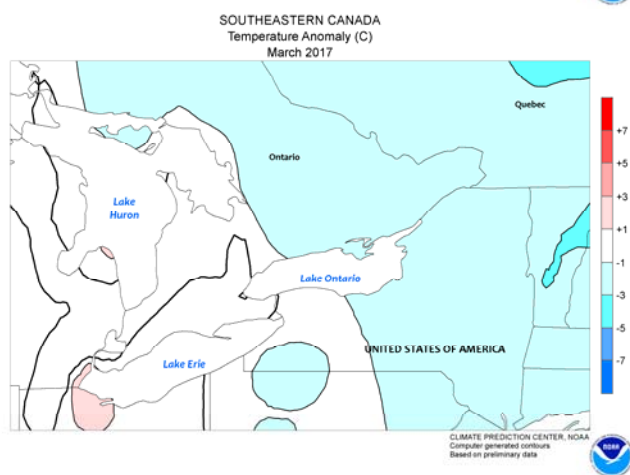 SOUTHEASTERN CANADA
Temperature Anomaly (C)
March 2017
Quebec
Ontario
Lake
Huron
Lake Ontario
UNITED STATES OF AMERICA
Lake Erie
+7
+5
+3
+1
-1
-3
-5
-7
CLIMATE PREDICTION CENTER, NOAA
Computer generated contours
Based on preliminary data
noaa